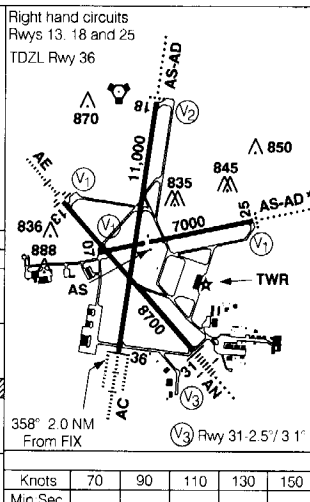 Right hand circuits
Rwys 13, 18 and 25
TDZL Rwy 36
AS-AD
870
18
V2
11,000
850
AE
V1
835
845
836
13
V1
7000
25
AS-AD
888
07
V1
AS
TWR
8700
36
31
AN
V3
AC
358° 2.0 NM
From FIX
V3 Rwy 31-2.5°/3.1°
Knots 70 90 110 130 150
Min:Sec